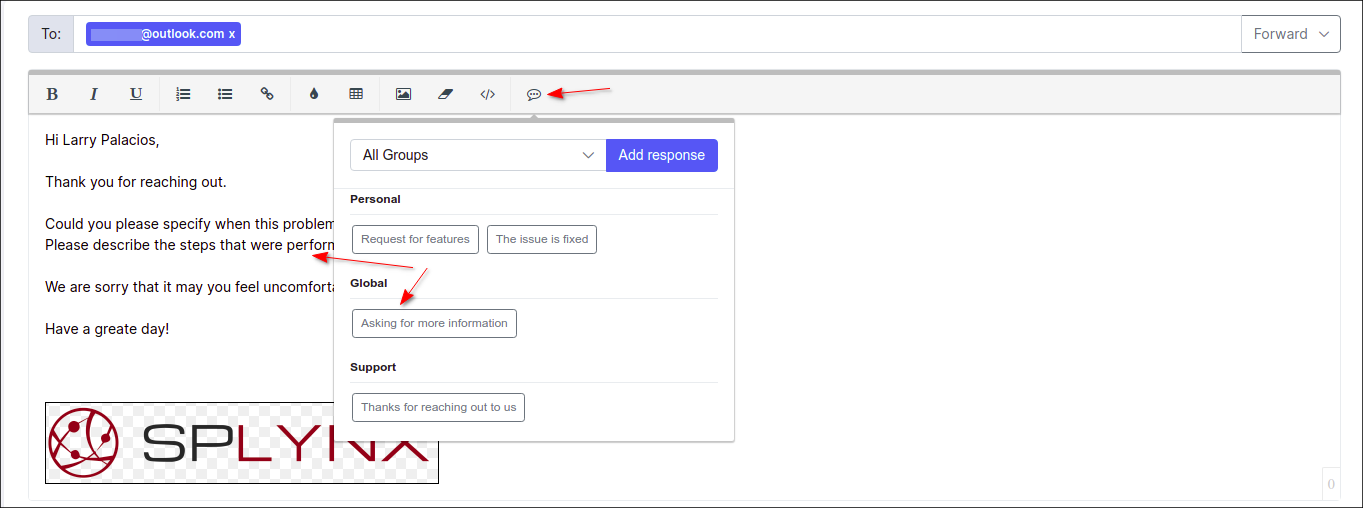 To: @outlook.com x Forward
B I U
Hi Larry Palacios,
Thank you for reaching out.
Could you please specify when this problem
Please describe the steps that were perform
We are sorry that it may you feel uncomforta
Have a greate day!
All Groups Add response
Personal
Request for features The issue is fixed
Global
Asking for more information
Support
Thanks for reaching out to us
SPLYNX
0